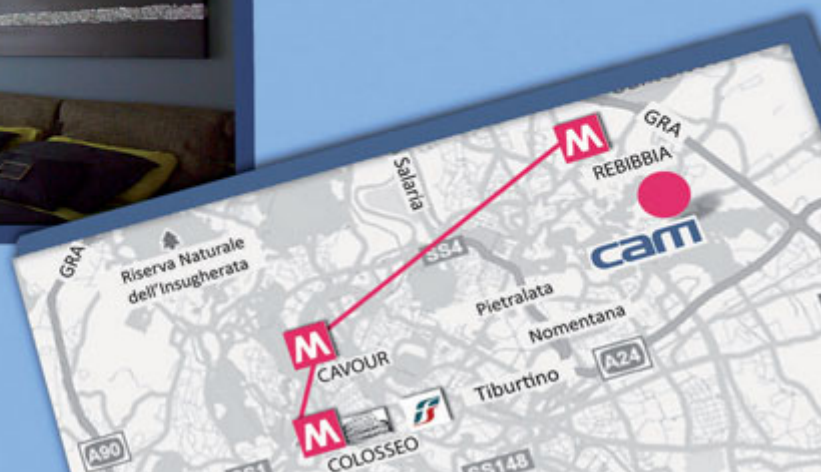 GRA
M
REBIBBIA
cam
Salaria
SS4
GRA
Riserva Naturale
dell'Insugherata
Pietralata
Nomentana
A24
M
CAVOUR
Tiburtino
M
COLOSSEO
A90
SS148